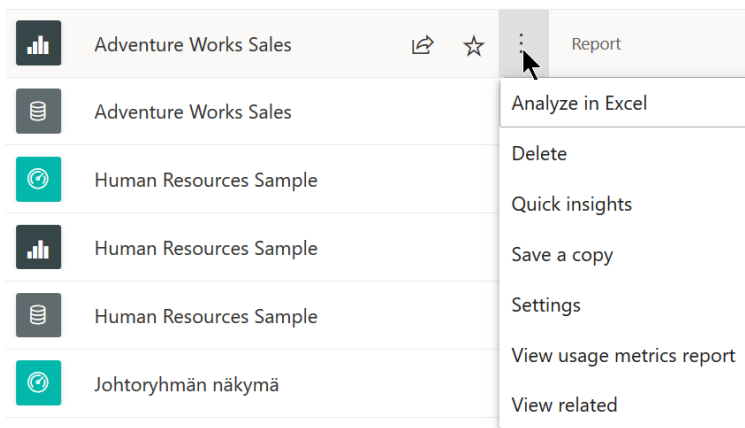 Adventure Works Sales
Report
Adventure Works Sales
Human Resources Sample
Human Resources Sample
Human Resources Sample
Johtoryhmän näkymä
Analyze in Excel
Delete
Quick insights
Save a copy
Settings
View usage metrics report
View related